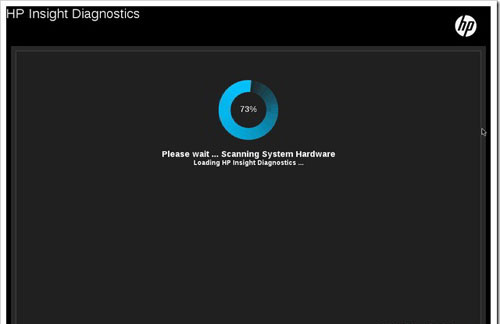 HP Insight Diagnostics
hp
73%
Please wait ... Scanning System Hardware
Loading HP Insight Diagnostics ...